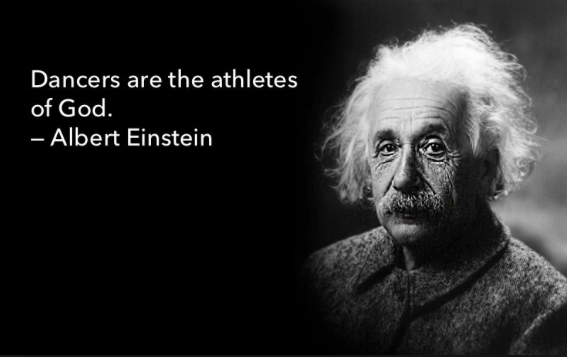 Dancers are the athletes
of God.
– Albert Einstein